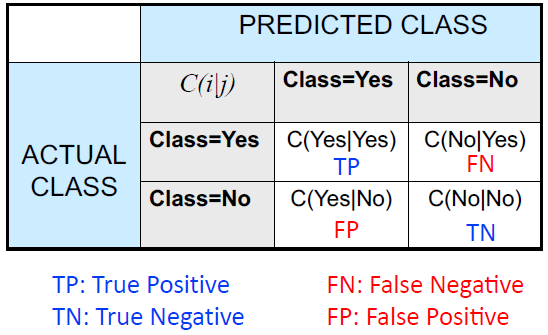 PREDICTED CLASS
C(i|j) Class=Yes Class=No
ACTUAL CLASS
Class=Yes C(Yes|Yes) C(No|Yes)
TP FN
Class=No C(Yes|No) C(No|No)
FP TN
TP: True Positive FN: False Negative
TN: True Negative FP: False Positive